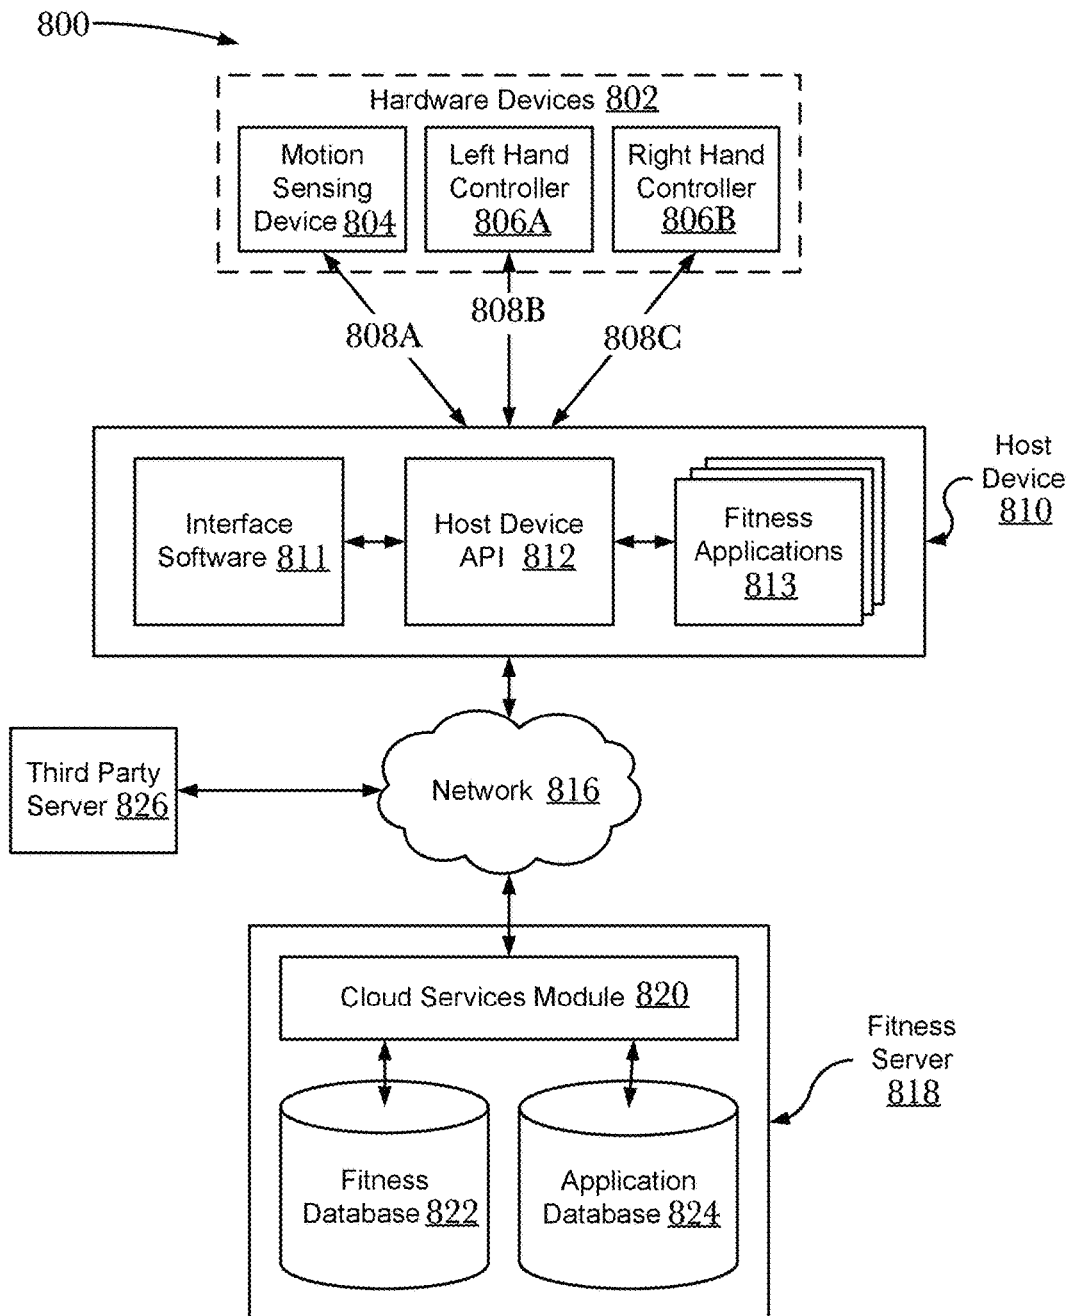 800
Hardware Devices 802
Motion
Sensing
Device 804
Left Hand
Controller
806A
Right Hand
Controller
806B
808A
808B
808C
Host
Device
810
Interface
Software 811
Host Device
API 812
Fitness
Applications
813
Third Party
Server 826
Network 816
Cloud Services Module 820
Fitness
Server
818
Fitness
Database 822
Application
Database 824